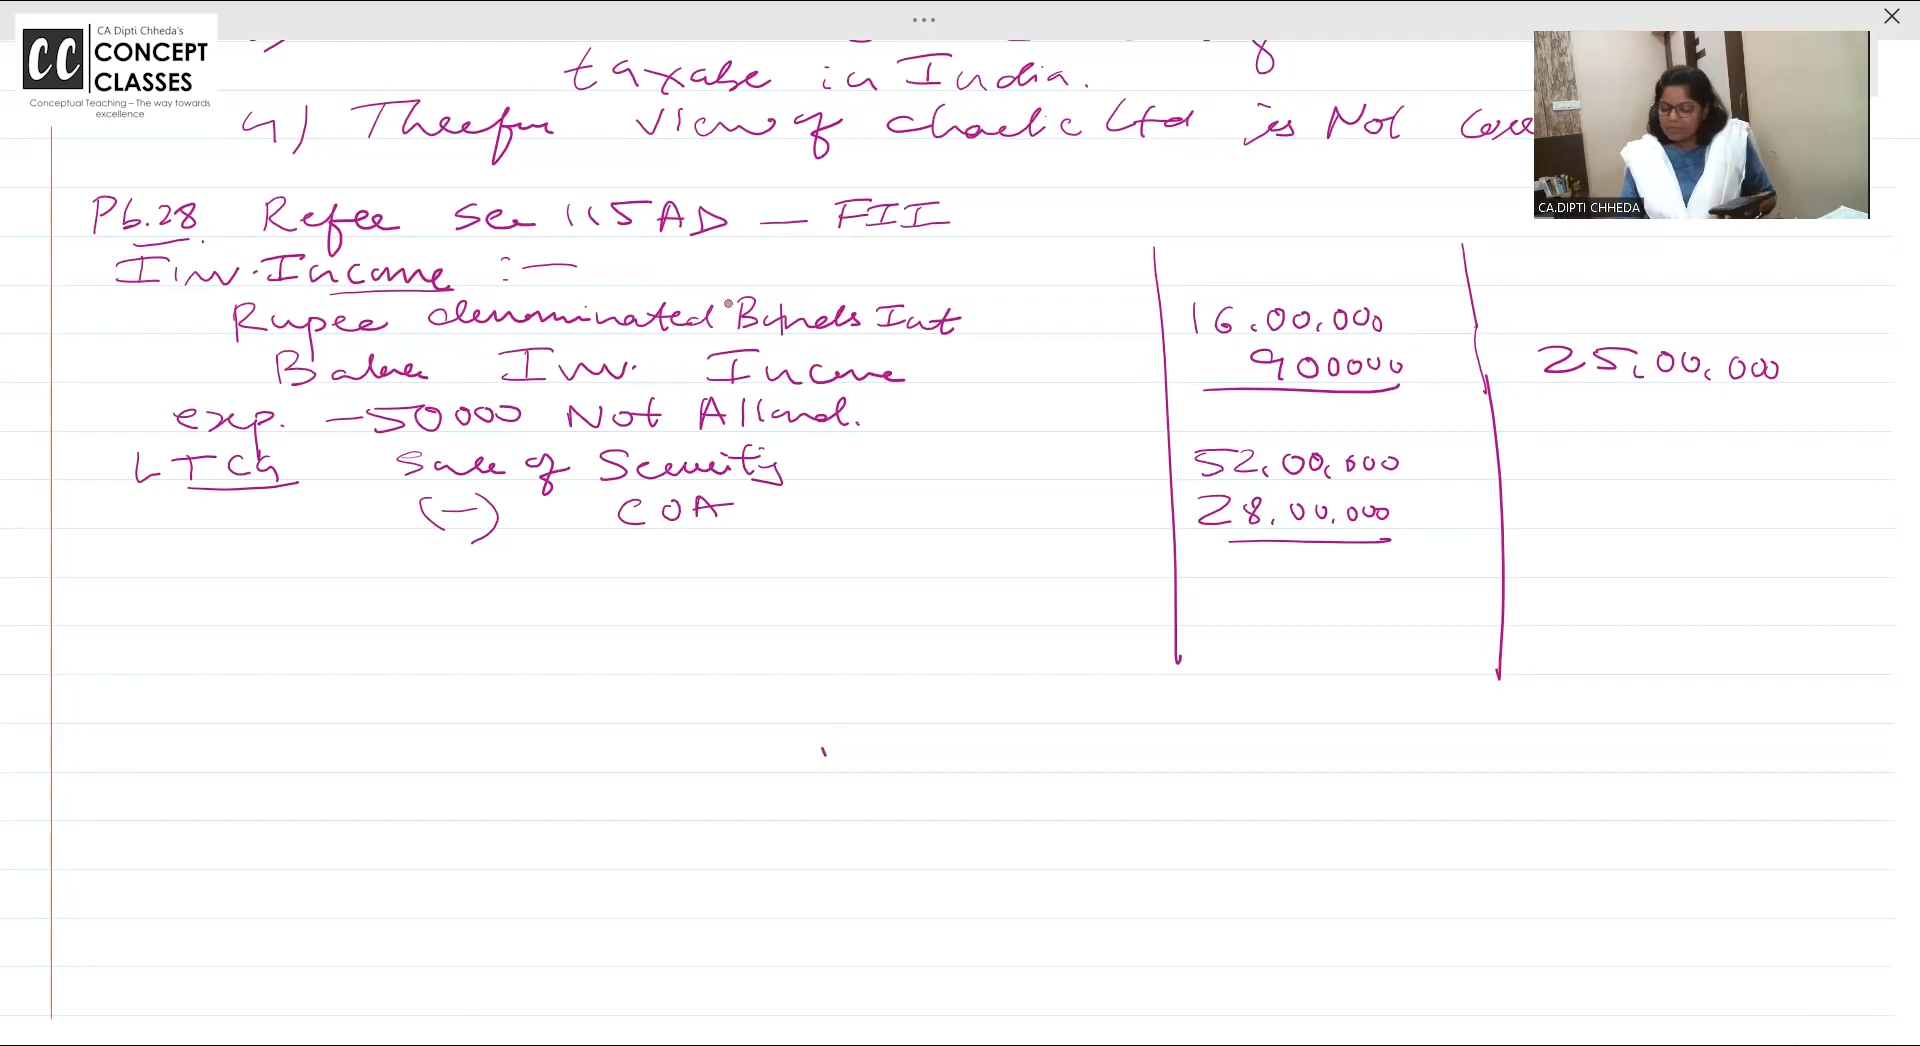 CA Dipti Chheda's
CC CONCEPT
CLASSES
Conceptual Teaching – The way towards
excellence
taxabe in India.
4) Theefor View of Charlie Ltd is Not
CA.DIPTI CHHEDA
Pb.28 Refer Sec 115AD — FII
Inv. Income :—
Rupee denominated Bonds Int 16,00,000
Balance Inv. Income 900000 25,00,000
exp. — 50000 Not Allowed.
LTCG Sale of Security 52,00,000
(-) COA 28,00,000